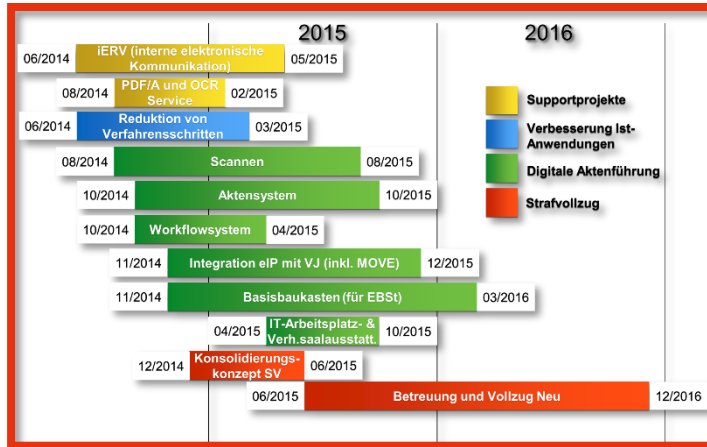 2015
2016
06/2014
iERV (interne elektronische
Kommunikation)
05/2015
08/2014
PDF/A und OCR
Service
02/2015
06/2014
Reduktion von
Verfahrensschritten
03/2015
08/2014
Scannen
08/2015
10/2014
Aktensystem
10/2015
10/2014
Workflowsystem
04/2015
11/2014
Integration eIP mit VJ (inkl. MOVE)
12/2015
11/2014
Basisbaukasten (für EBSt)
03/2016
04/2015
IT-Arbeitsplatz- &
Verh.saalausstatt.
10/2015
12/2014
Konsolidierungs-
konzept SV
06/2015
06/2015
Betreuung und Vollzug Neu
12/2016
Supportprojekte
Verbesserung Ist-
Anwendungen
Digitale Aktenführung
Strafvollzug